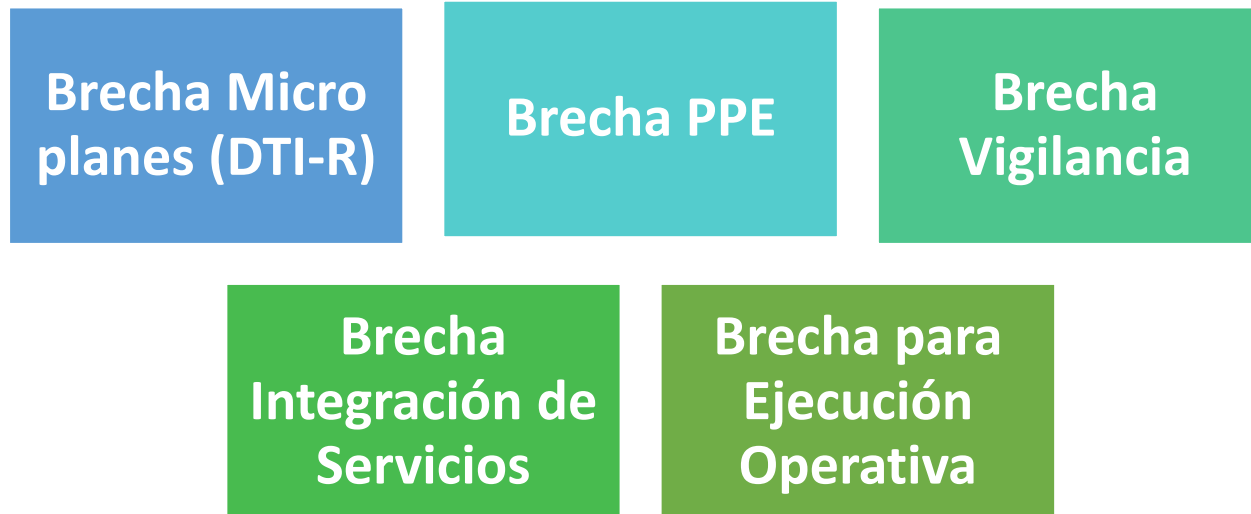 Brecha Micro
planes (DTI-R)
Brecha PPE
Brecha
Vigilancia
Brecha
Integración de
Servicios
Brecha para
Ejecución
Operativa